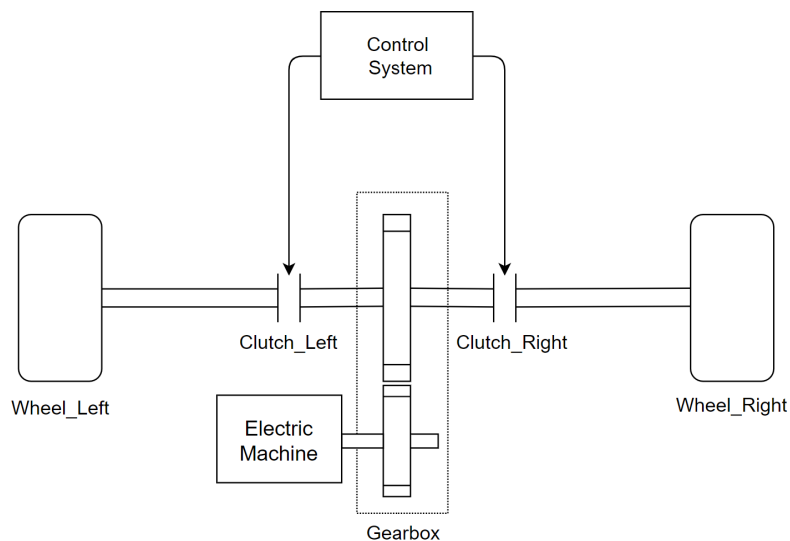 Control
System
Clutch_Left
Clutch_Right
Wheel_Left
Wheel_Right
Electric
Machine
Gearbox